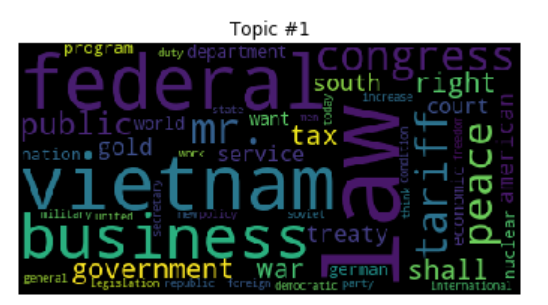 Topic #1
program
duty
department
congress
federal
south
right
increase
state
men
public
world
mr.
want
today
tax
court
american
freedom
law
tariff
peace
gold
nation
work
service
condition
think
economic
vietnam
military
united
secretary
new
policy
soviet
treaty
nuclear
business
government
war
german
shall
general
legislation
republic
foreign
democratic
party
international